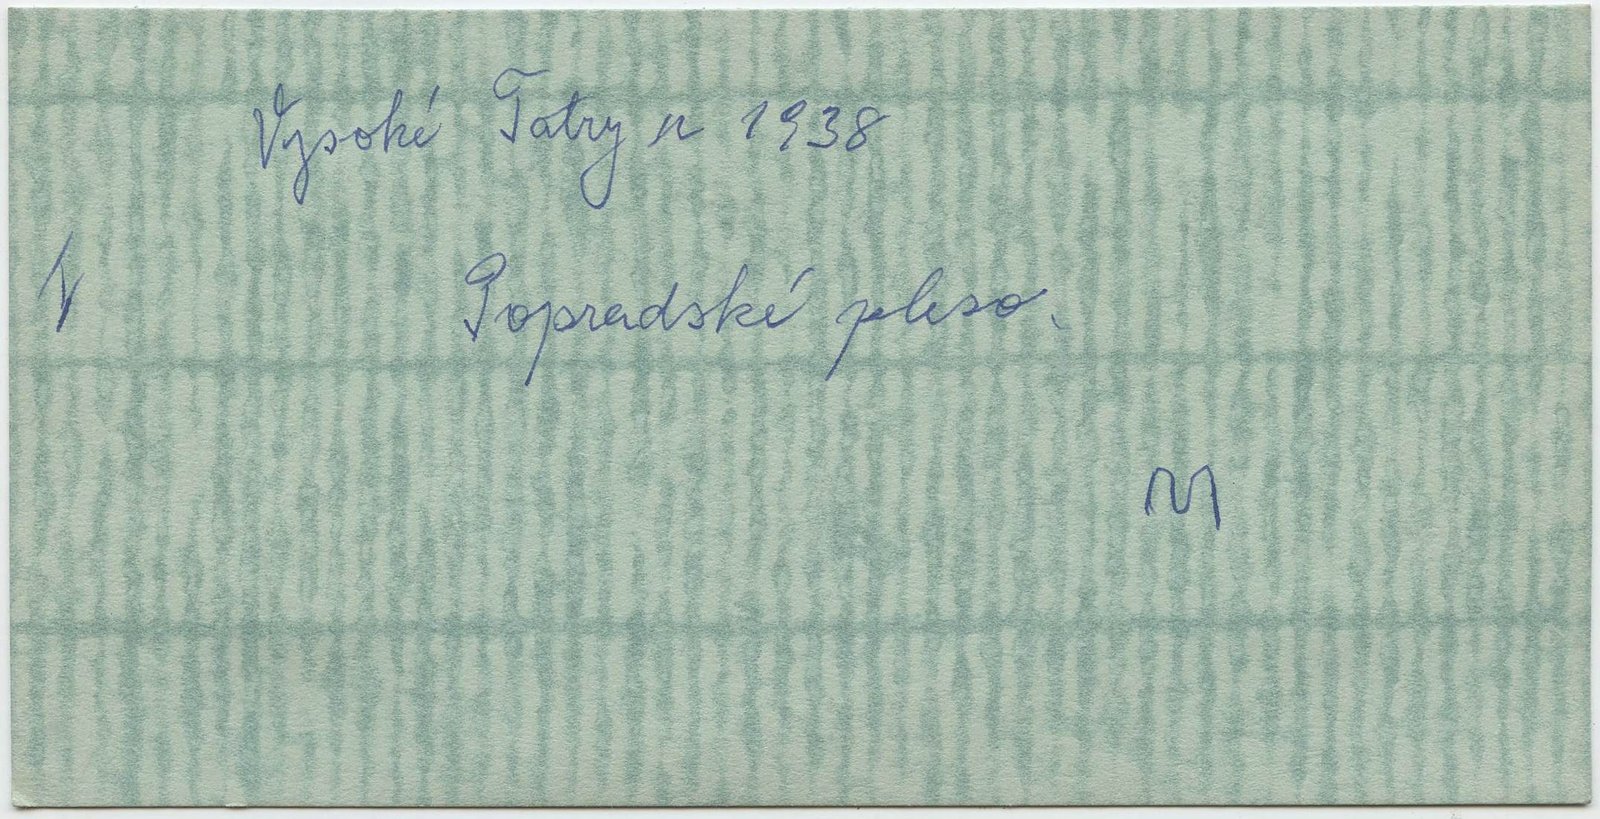 Vysoké Tatry r 1938
Popradské pleso.
M